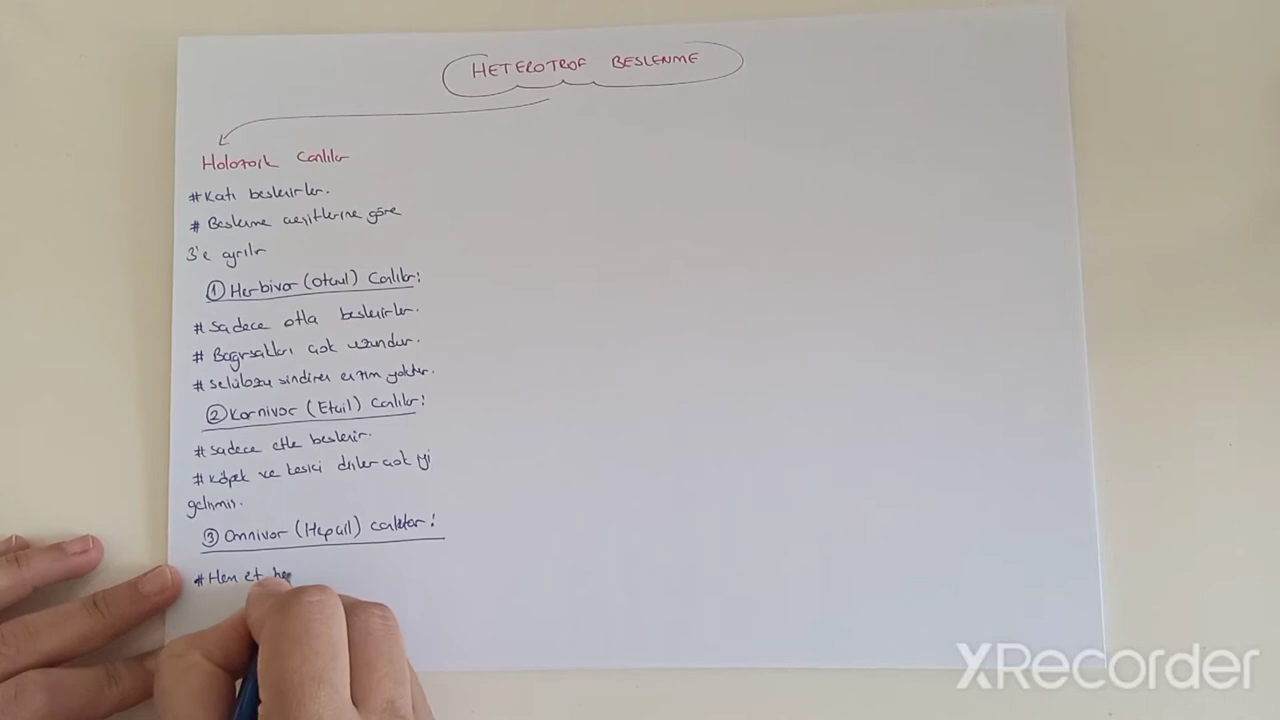 HETEROTROF BESLENME
Holozoik Canlılar
#Katı beslenirler.
# Beslenme çeşitlerine göre
3'e ayrılır
① Herbivor (otçul) Canlılar:
# Sadece otla beslenirler.
# Bağırsakları çok uzundur.
# Selülozu sindiren enzim yoktur.
② Karnivor (Etçil) Canlılar:
# Sadece etle beslenir.
# Köpek ve kesici dişler çok iyi
gelişmiş.
③ Omnivor (Hepçil) canlılar:
# Hem et he
XRecorder